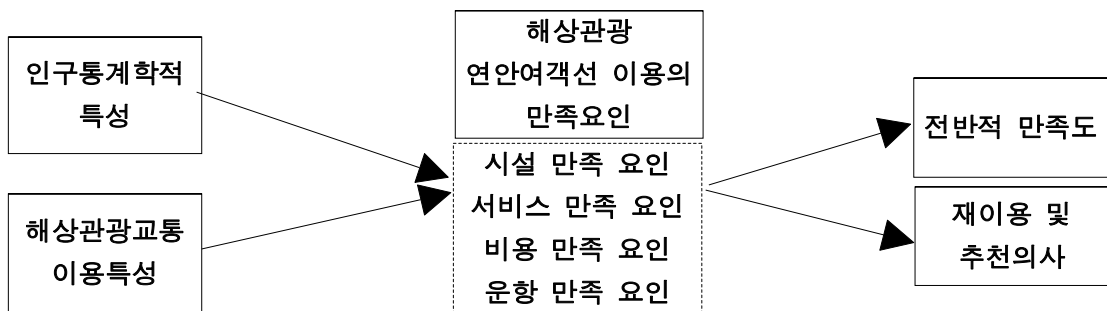 인구통계학적
특성
해상관광교통
이용특성
해상관광
연안여객선 이용의
만족요인
시설 만족 요인
서비스 만족 요인
비용 만족 요인
운항 만족 요인
전반적 만족도
재이용 및
추천의사